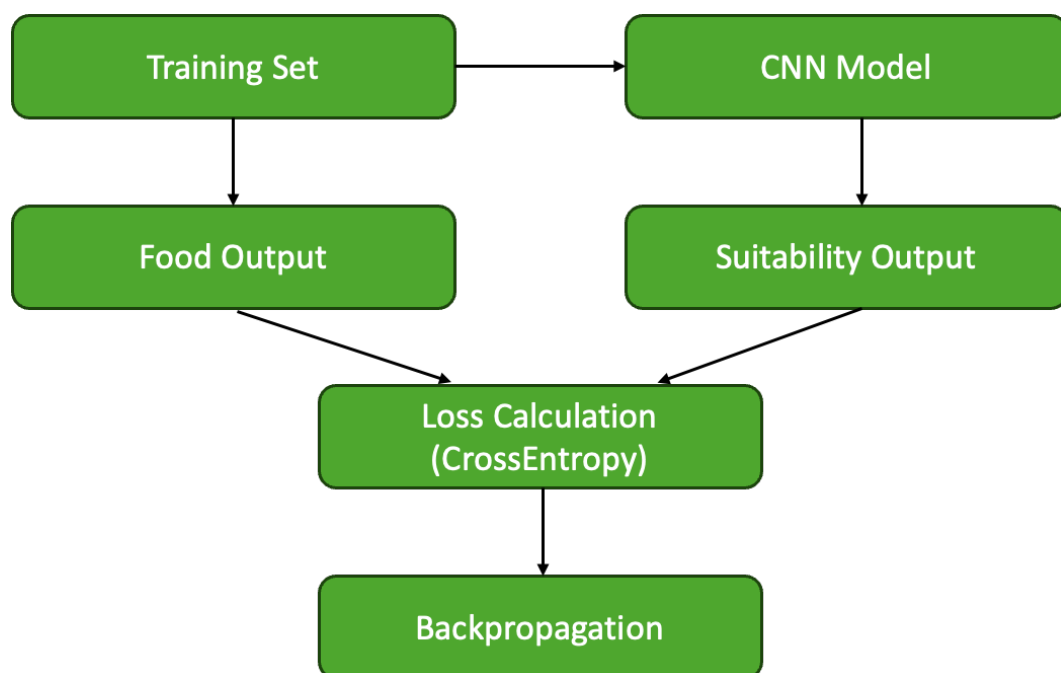 Training Set
CNN Model
Food Output
Suitability Output
Loss Calculation
(CrossEntropy)
Backpropagation